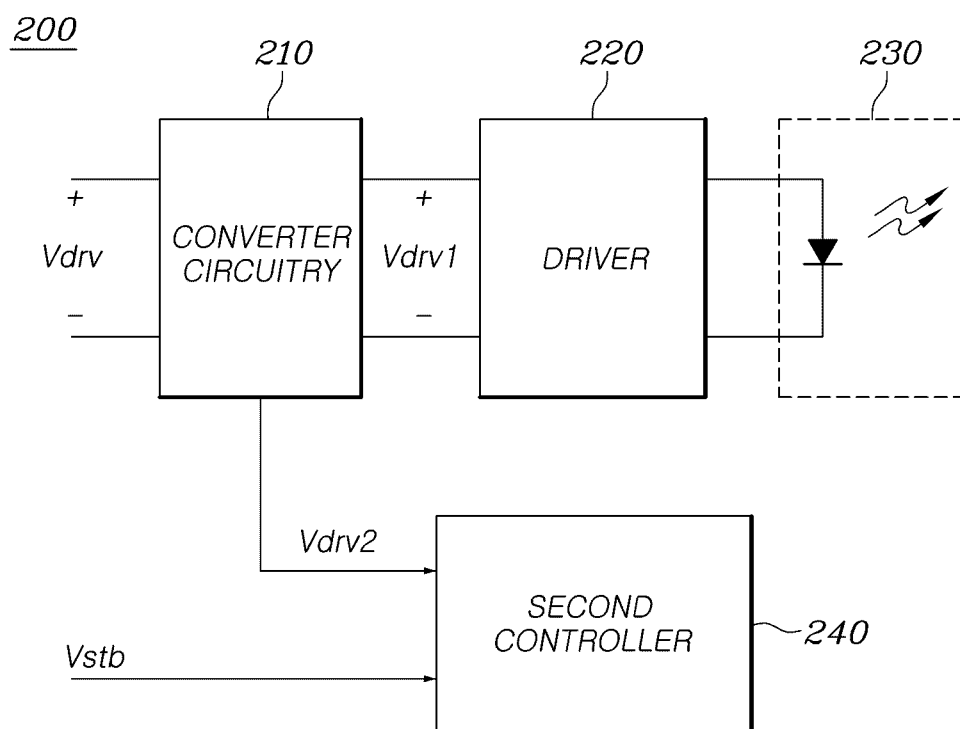 200
210
220
230
+
Vdrv
−
CONVERTER
CIRCUITRY
+
Vdrv1
−
DRIVER
Vdrv2
Vstb
SECOND
CONTROLLER
240